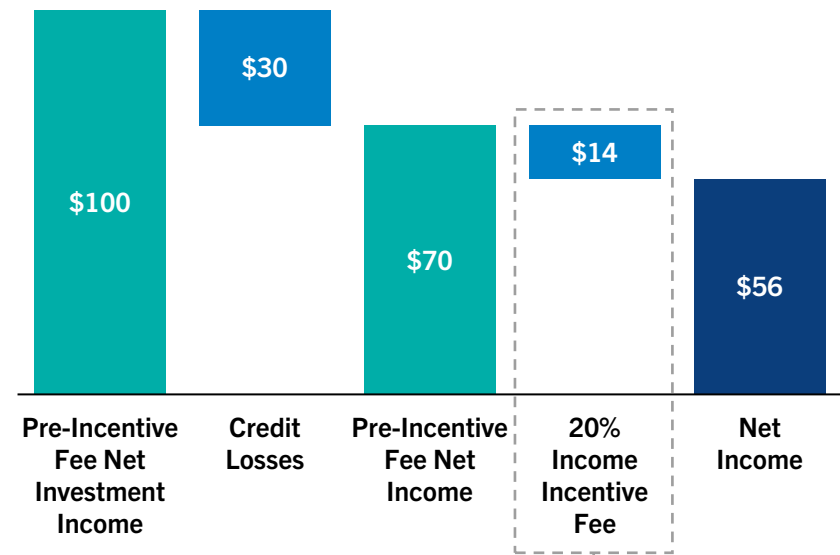 $100
$30
$70
$14
$56
Pre-Incentive
Fee Net
Investment
Income
Credit
Losses
Pre-Incentive
Fee Net
Income
20%
Income
Incentive
Fee
Net
Income